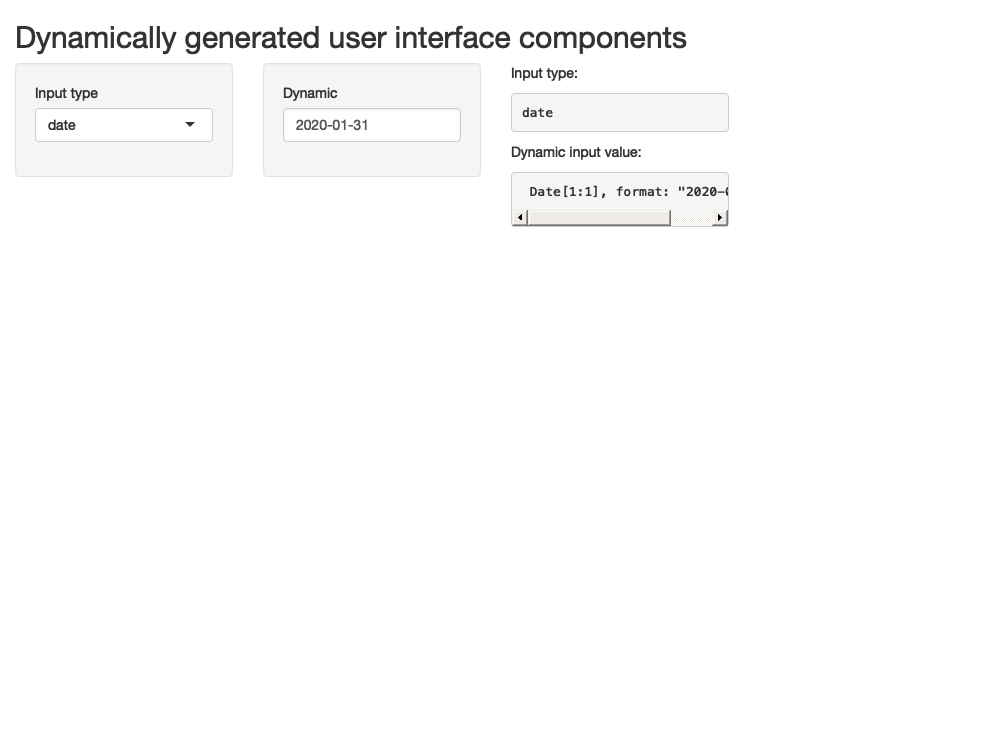 Dynamically generated user interface components
Input type
date
Dynamic
2020-01-31
Input type:
date
Dynamic input value:
Date[1:1], format: "2020-